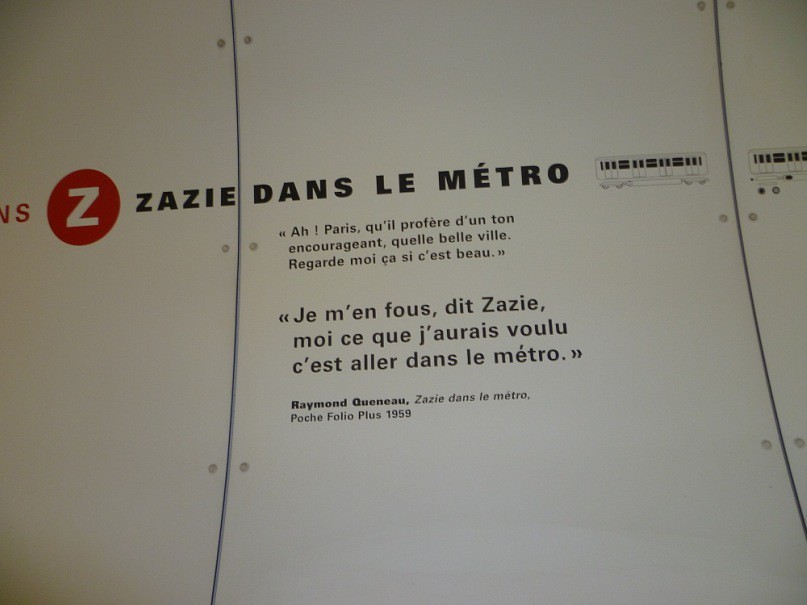 NS Z ZAZIE DANS LE MÉTRO
« Ah ! Paris, qu'il profère d'un ton
encourageant, quelle belle ville.
Regarde moi ça si c'est beau. »
« Je m'en fous, dit Zazie,
moi ce que j'aurais voulu
c'est aller dans le métro. »
Raymond Queneau, Zazie dans le métro,
Poche Folio Plus 1959